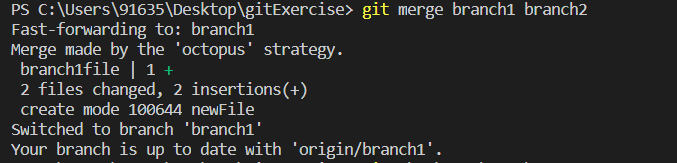 PS C:\Users\91635\Desktop\gitExercise> git merge branch1 branch2
Fast-forwarding to: branch1
Merge made by the 'octopus' strategy.
 branch1file | 1 +
 2 files changed, 2 insertions(+)
 create mode 100644 newFile
Switched to branch 'branch1'
Your branch is up to date with 'origin/branch1'.